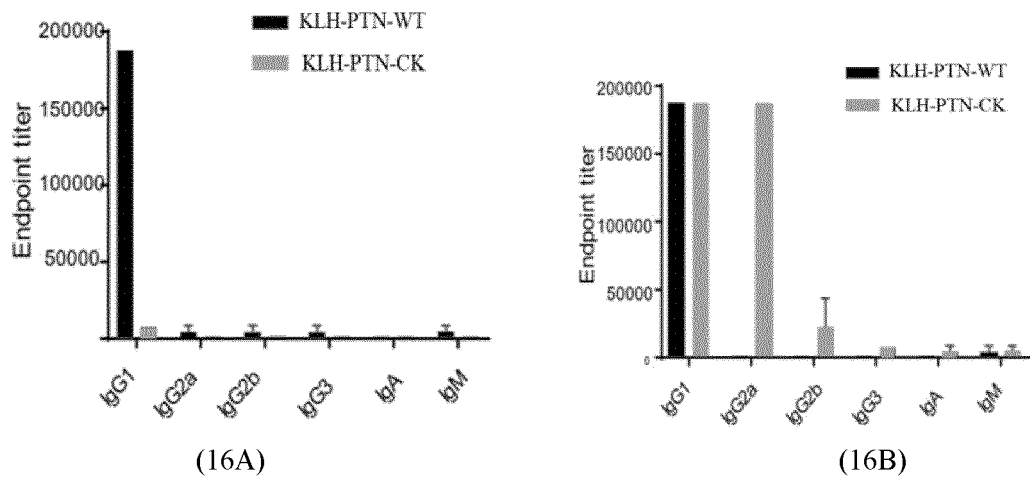 KLH-PTN-WT
KLH-PTN-CK
Endpoint titer
200000
150000
100000
50000
IgG1
IgG2a
IgG2b
IgG3
IgA
IgM
(16A)
KLH-PTN-WT
KLH-PTN-CK
Endpoint titer
200000
150000
100000
50000
0
IgG1
IgG2a
IgG2b
IgG3
IgA
IgM
(16B)